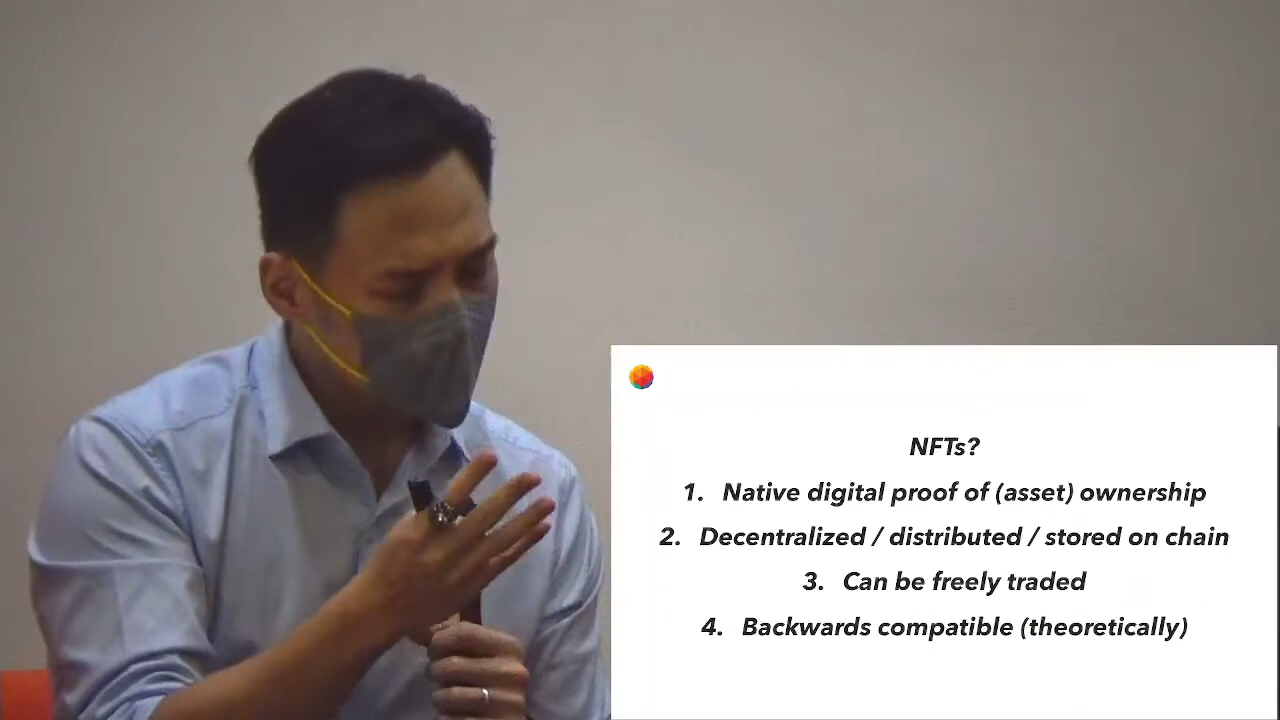 NFTs?
1. Native digital proof of (asset) ownership
2. Decentralized / distributed / stored on chain
3. Can be freely traded
4. Backwards compatible (theoretically)